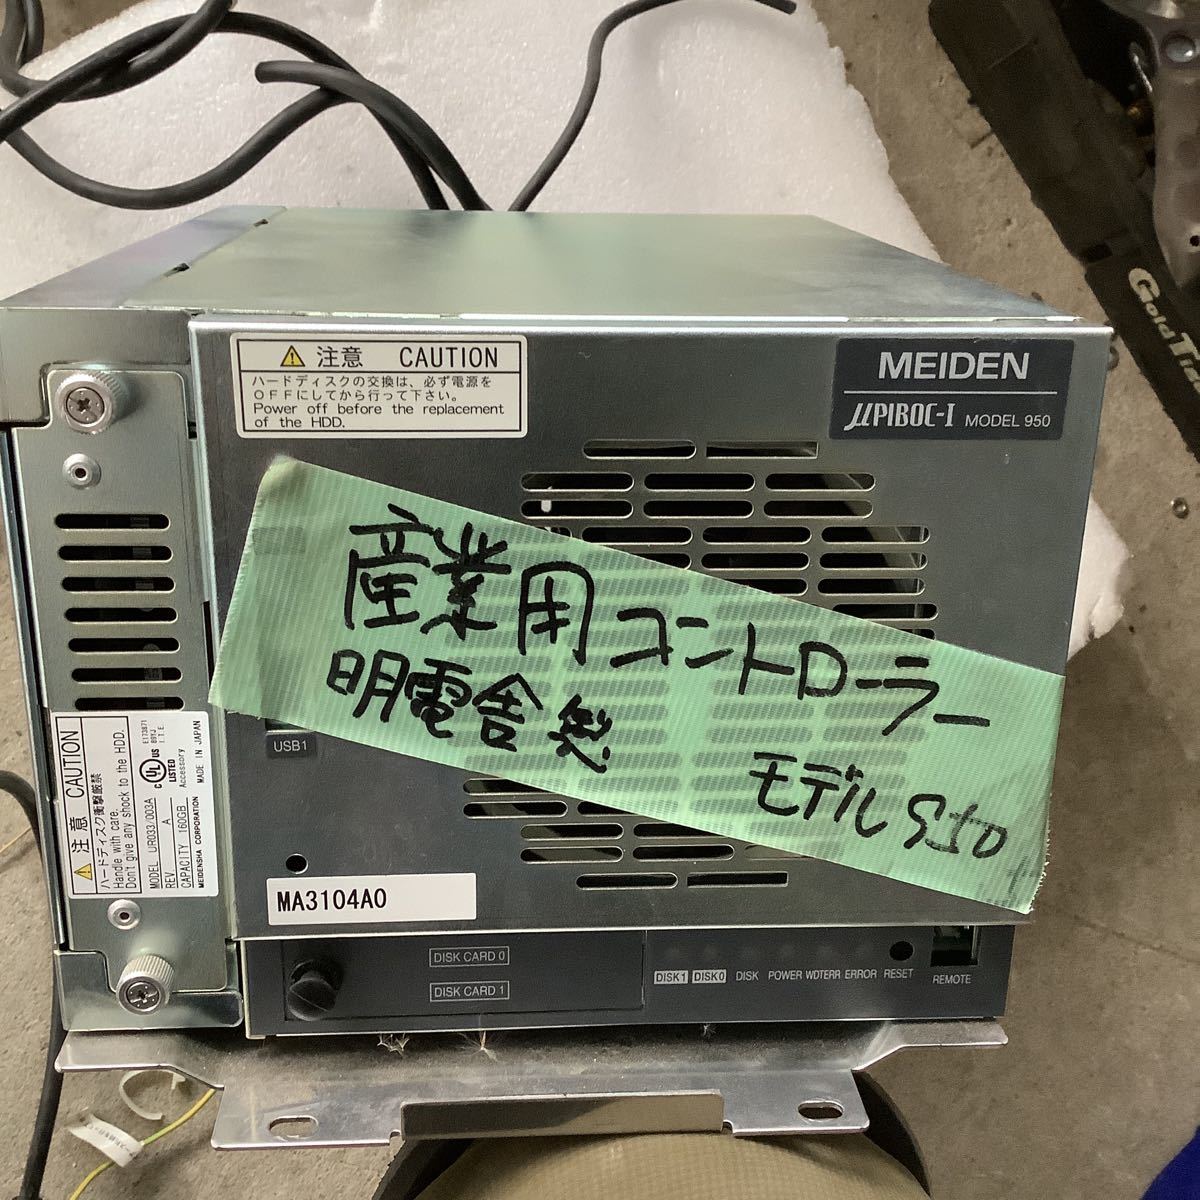 注意 CAUTION
ハードディスクの交換は、必ず電源を
OFFにしてから行って下さい。
Power off before the replacement
of the HDD.
MEIDEN
μPIBOC-I MODEL 950
GoldTra
産業用コントローラー
明電舎製
モデル950
USB1
注意 CAUTION
ハードディスク衝撃厳禁
Handle with care.
Don't give any shock to the HDD.
MODEL UR033/003A
REV. A
CAPACITY 160GB
MEIDENSHA CORPORATION MADE IN JAPAN
c UL US
LISTED
Accessory
E173871
89YJ
I.T.E.
MA3104A0
DISK CARD 0
DISK CARD 1
DISK1 DISK0 DISK POWER WDTERR ERROR RESET REMOTE